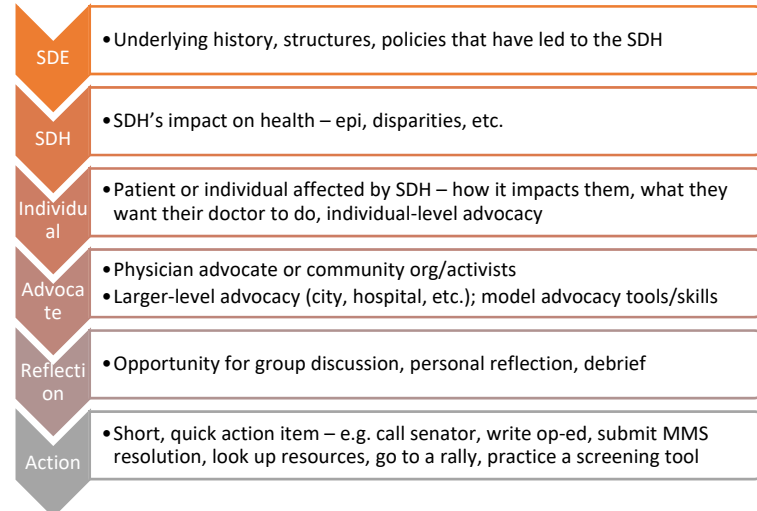 SDE
•Underlying history, structures, policies that have led to the SDH
SDH
•SDH's impact on health – epi, disparities, etc.
Individu
al
•Patient or individual affected by SDH – how it impacts them, what they
want their doctor to do, individual-level advocacy
Advoca
te
•Physician advocate or community org/activists
•Larger-level advocacy (city, hospital, etc.); model advocacy tools/skills
Reflecti
on
•Opportunity for group discussion, personal reflection, debrief
Action
•Short, quick action item – e.g. call senator, write op-ed, submit MMS
resolution, look up resources, go to a rally, practice a screening tool